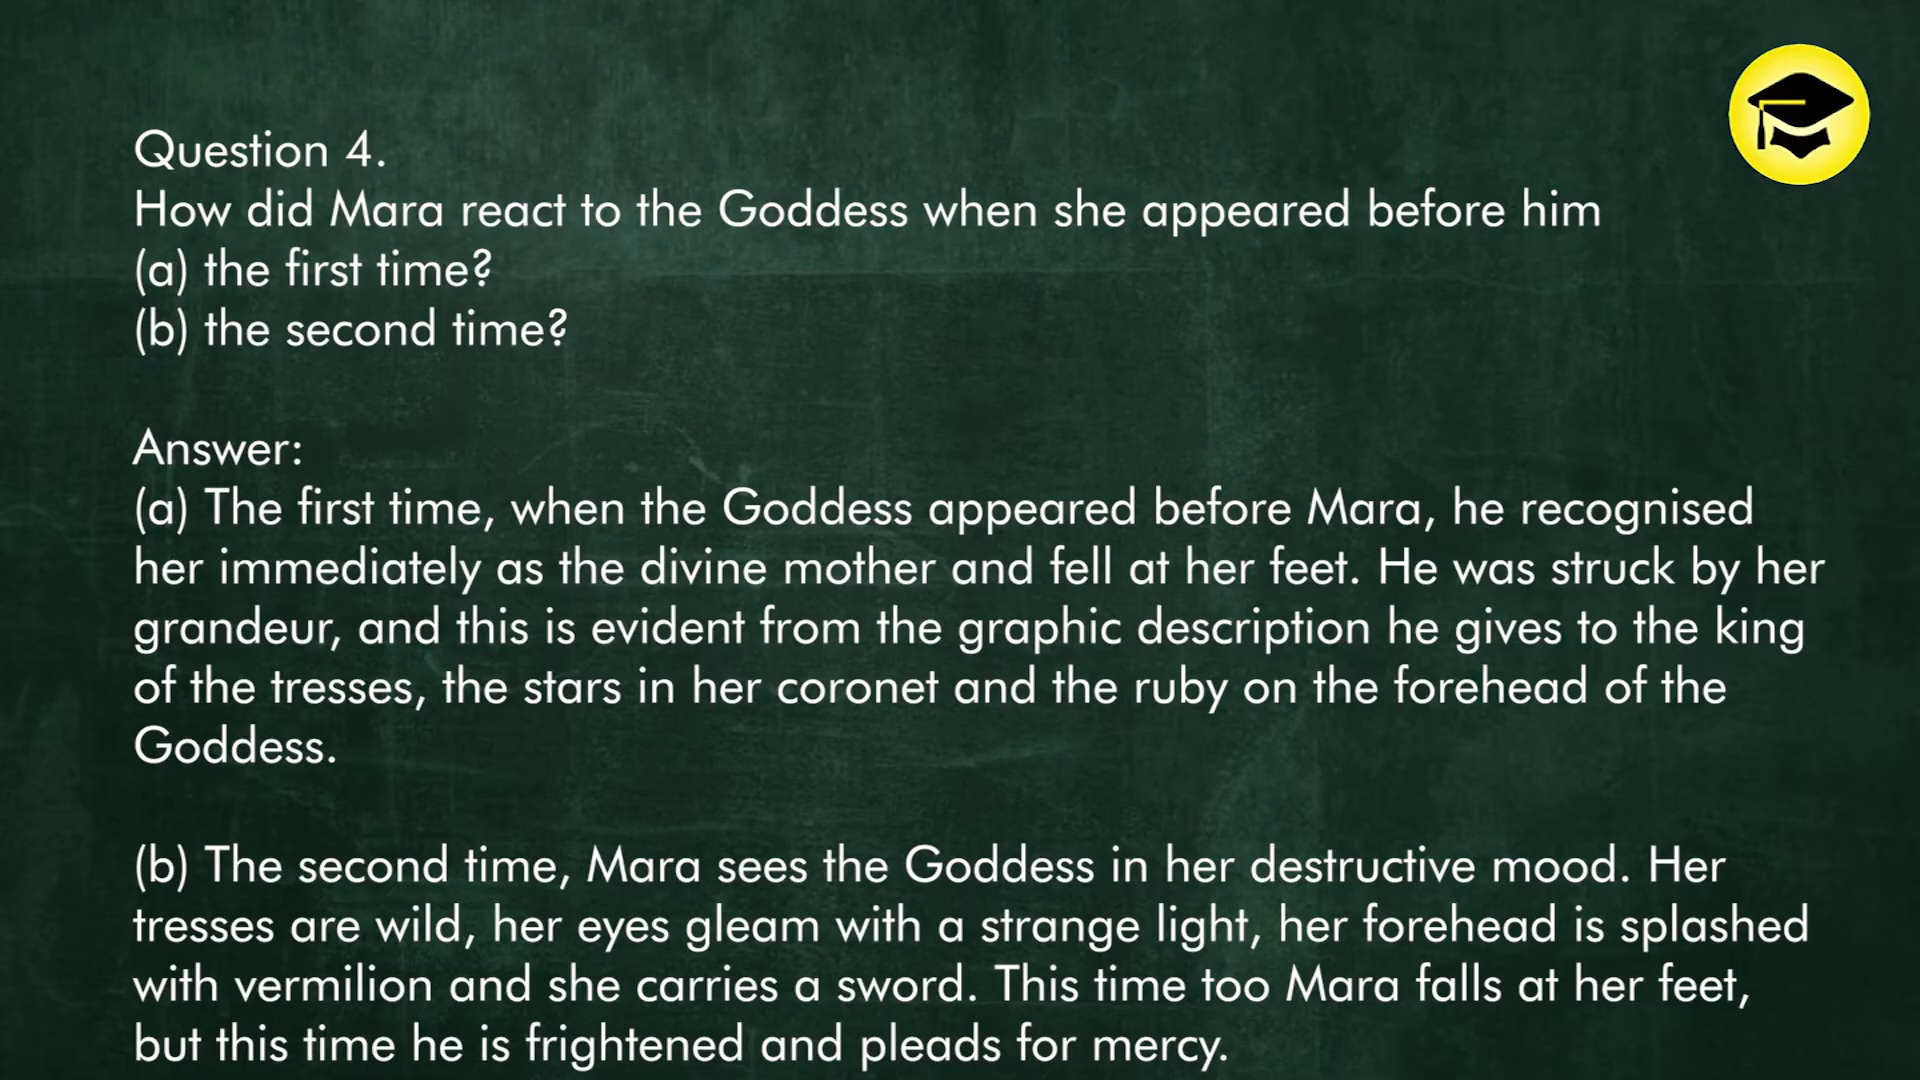 Question 4.
How did Mara react to the Goddess when she appeared before him
(a) the first time?
(b) the second time?
Answer:
(a) The first time, when the Goddess appeared before Mara, he recognised
her immediately as the divine mother and fell at her feet. He was struck by her
grandeur, and this is evident from the graphic description he gives to the king
of the tresses, the stars in her coronet and the ruby on the forehead of the
Goddess.
(b) The second time, Mara sees the Goddess in her destructive mood. Her
tresses are wild, her eyes gleam with a strange light, her forehead is splashed
with vermilion and she carries a sword. This time too Mara falls at her feet,
but this time he is frightened and pleads for mercy.